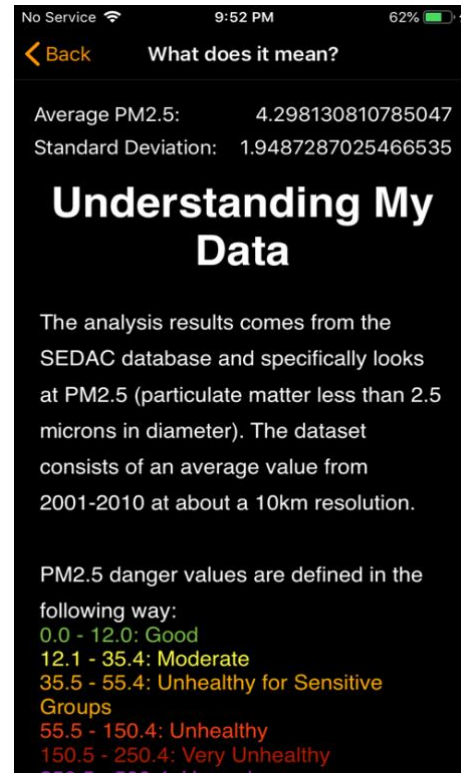 No Service 9:52 PM 62%
Back What does it mean?
Average PM2.5: 4.298130810785047
Standard Deviation: 1.9487287025466535
Understanding My
Data
The analysis results comes from the
SEDAC database and specifically looks
at PM2.5 (particulate matter less than 2.5
microns in diameter). The dataset
consists of an average value from
2001-2010 at about a 10km resolution.
PM2.5 danger values are defined in the
following way:
0.0 - 12.0: Good
12.1 - 35.4: Moderate
35.5 - 55.4: Unhealthy for Sensitive
Groups
55.5 - 150.4: Unhealthy
150.5 - 250.4: Very Unhealthy